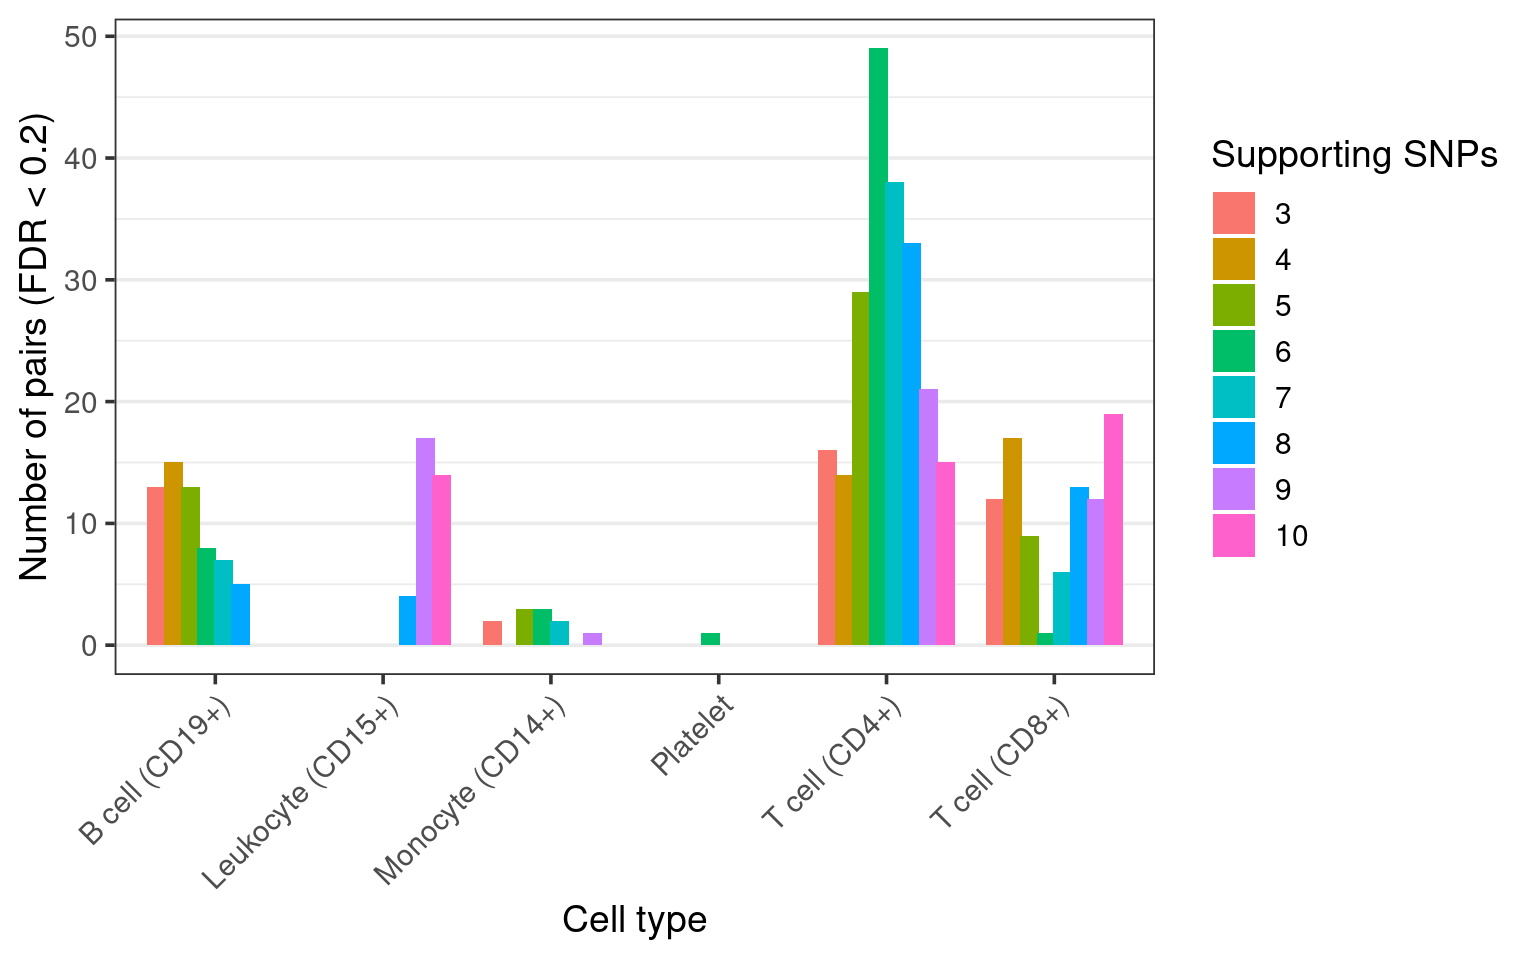 Number of pairs (FDR < 0.2)
50
40
30
20
10
0
B cell (CD19+)
Leukocyte (CD15+)
Monocyte (CD14+)
Platelet
T cell (CD4+)
T cell (CD8+)
Cell type
Supporting SNPs
3
4
5
6
7
8
9
10